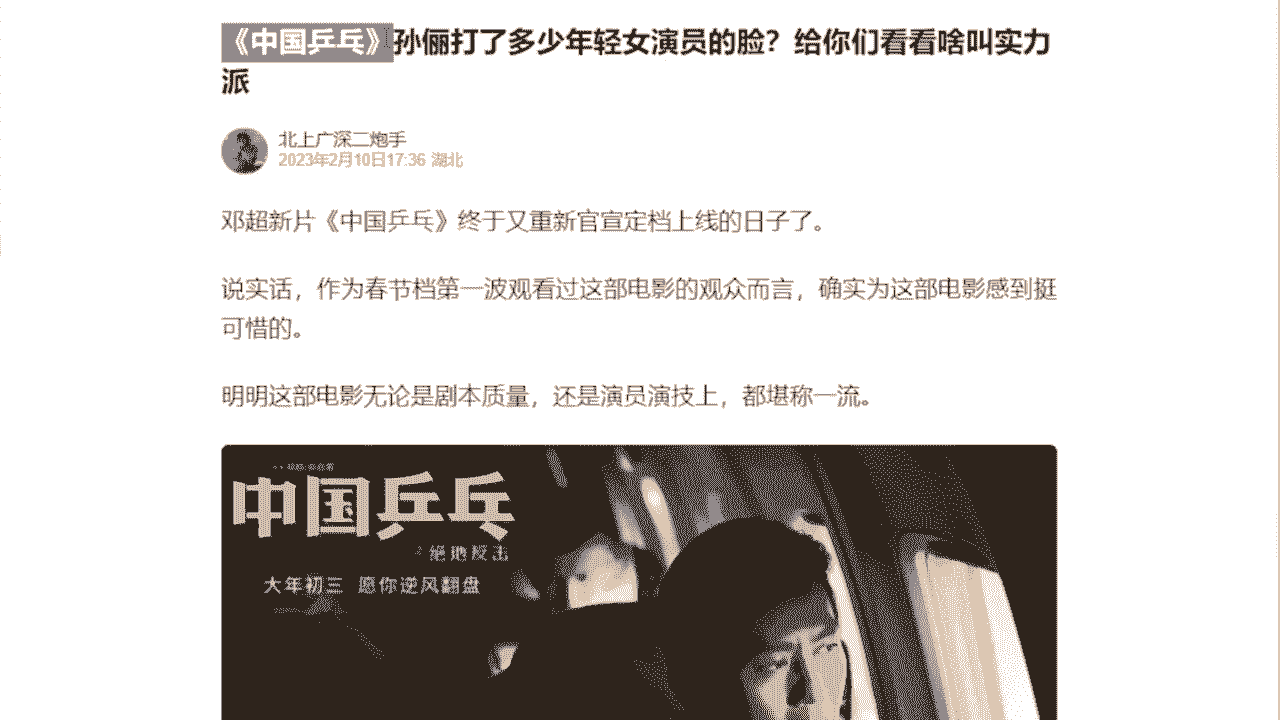 《中国乒乓》孙俪打了多少年轻女演员的脸？给你们看看啥叫实力
派
北上广深二炮手
2023年2月10日17:36 湖北
邓超新片《中国乒乓》终于又重新官宣定档上线的日子了。
说实话，作为春节档第一波观看过这部电影的观众而言，确实为这部电影感到挺
可惜的。
明明这部电影无论是剧本质量，还是演员演技上，都堪称一流。
中国乒乓
绝地反击
大年初三 愿你逆风翻盘